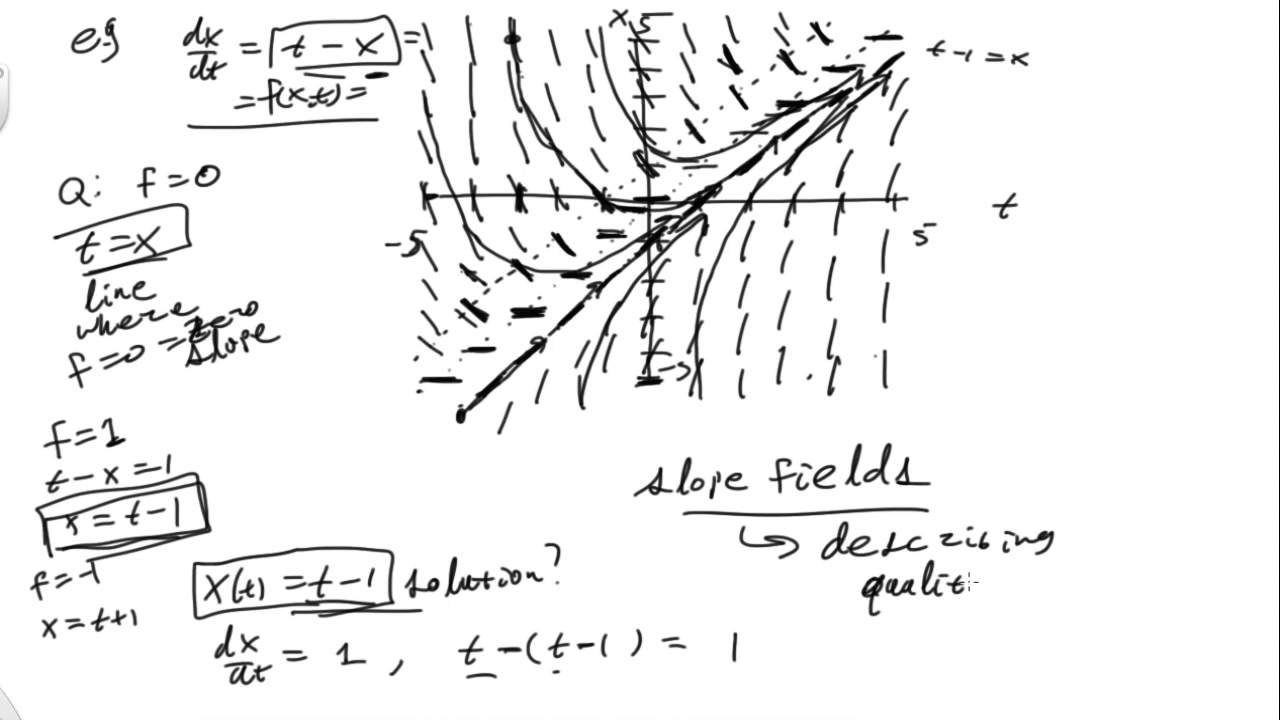 e.g dx/dt = t - x =
= f(x,t) =
x 5
t-1=x
-5
5
t
-5
Q: f=0
t=x
line
where
f=0 = zero
slope
f=1
t-x=1
x = t-1
f=-1
x=t+1
X(t) = t-1 solution?
dx/dt = 1, t-(t-1) = 1
slope fields
↳ describing
qualit